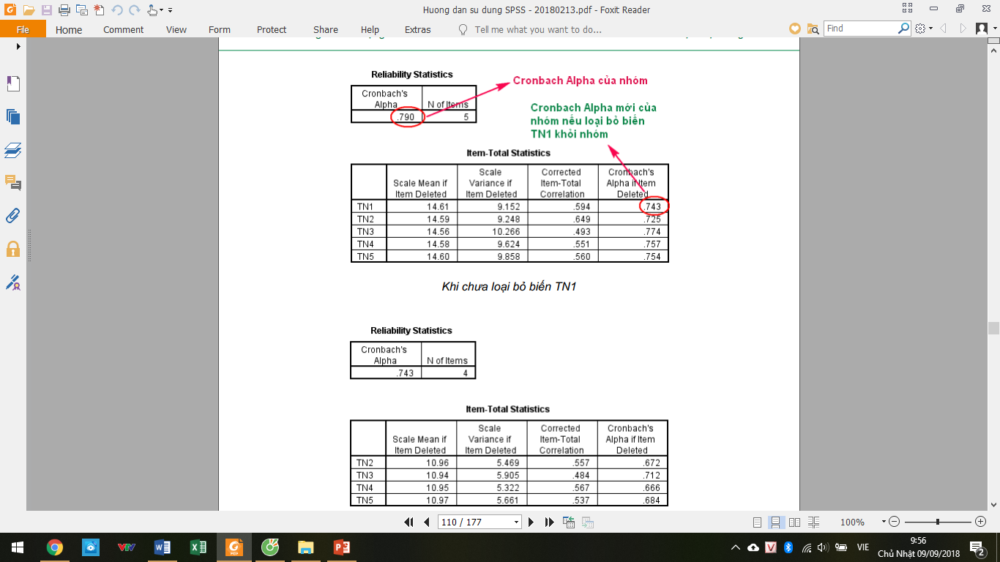 Huong dan su dung SPSS - 20180213.pdf - Foxit Reader
File Home Comment View Form Protect Share Help Extras Tell me what you want to do... Find
Reliability Statistics
Cronbach's Alpha N of Items
.790 5
Cronbach Alpha của nhóm
Cronbach Alpha mới của
nhóm nếu loại bỏ biến
TN1 khỏi nhóm
Item-Total Statistics
Scale Mean if Item Deleted Scale Variance if Item Deleted Corrected Item-Total Correlation Cronbach's Alpha if Item Deleted
TN1 14.61 9.152 .594 .743
TN2 14.59 9.248 .649 .725
TN3 14.56 10.266 .493 .774
TN4 14.58 9.624 .551 .757
TN5 14.60 9.858 .560 .754
Khi chưa loại bỏ biến TN1
Reliability Statistics
Cronbach's Alpha N of Items
.743 4
Item-Total Statistics
Scale Mean if Item Deleted Scale Variance if Item Deleted Corrected Item-Total Correlation Cronbach's Alpha if Item Deleted
TN2 10.96 5.469 .557 .672
TN3 10.94 5.905 .484 .712
TN4 10.95 5.322 .567 .666
TN5 10.97 5.661 .537 .684
110 / 177 100%
VTV VIE 9:56
Chủ Nhật 09/09/2018 2